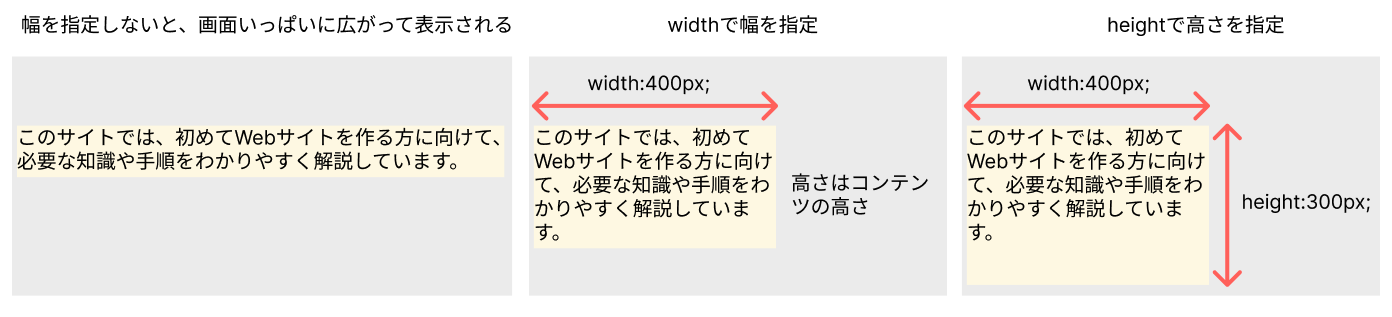 幅を指定しないと、画面いっぱいに広がって表示される
このサイトでは、初めてWebサイトを作る方に向けて、
必要な知識や手順をわかりやすく解説しています。
widthで幅を指定
width:400px;
このサイトでは、初めて
Webサイトを作る方に向け
て、必要な知識や手順をわ
かりやすく解説していま
す。
高さはコンテン
ツの高さ
heightで高さを指定
width:400px;
このサイトでは、初めて
Webサイトを作る方に向け
て、必要な知識や手順をわ
かりやすく解説していま
す。
height:300px;